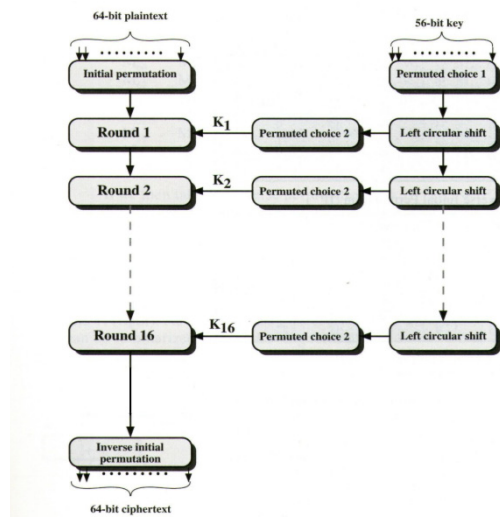 64-bit plaintext
56-bit key
Initial permutation
Permuted choice 1
K1
Round 1
Permuted choice 2
Left circular shift
K2
Round 2
Permuted choice 2
Left circular shift
K16
Round 16
Permuted choice 2
Left circular shift
Inverse initial
permutation
64-bit ciphertext